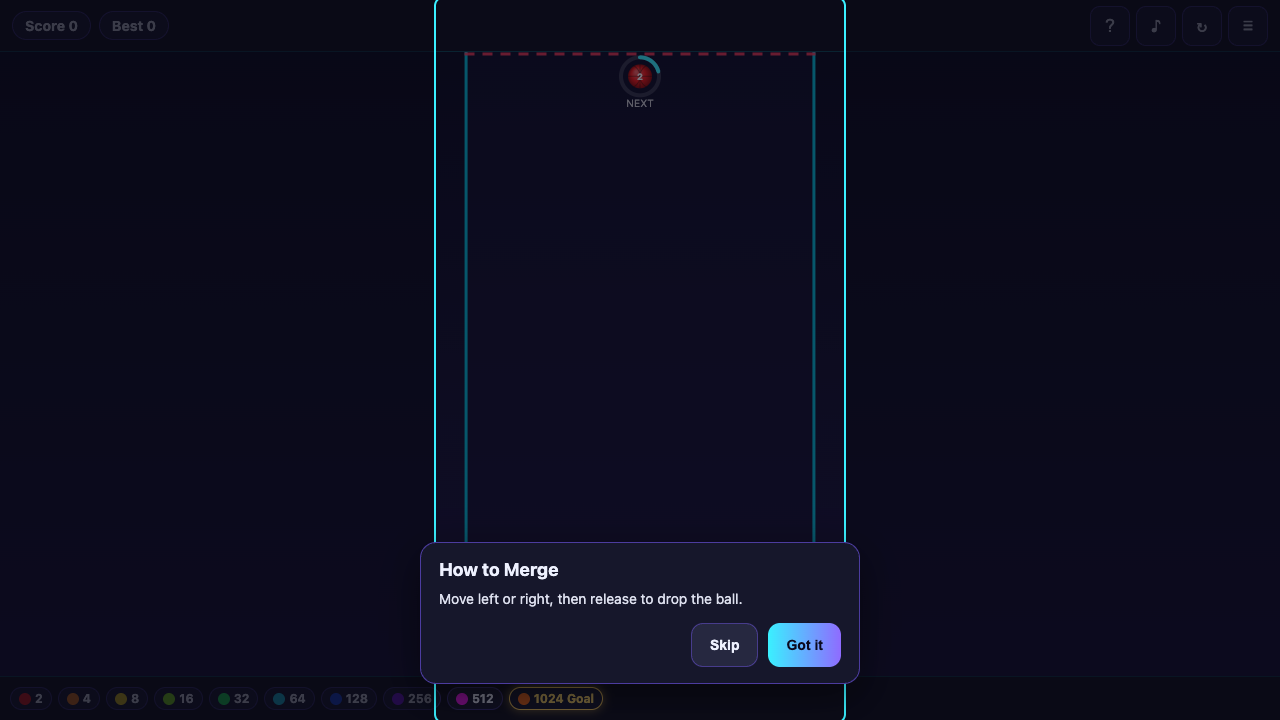 Score 0 Best 0 ? ♪ ↻ ☰
2
NEXT
How to Merge
Move left or right, then release to drop the ball.
Skip Got it
2 4 8 16 32 64 128 256 512 1024 Goal